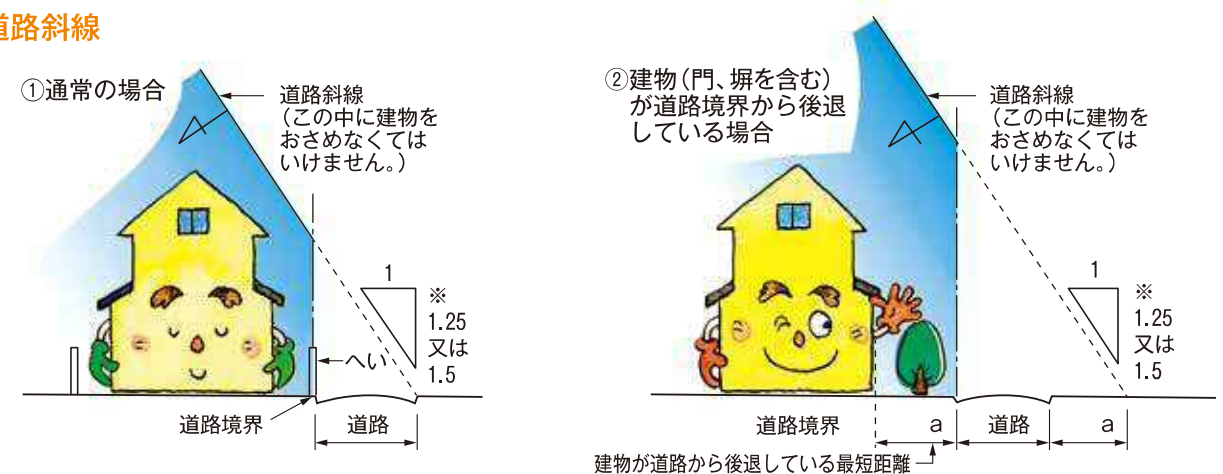 道路斜線
①通常の場合
道路斜線
（この中に建物を
おさめなくては
いけません。）
1
※
1.25
又は
1.5
へい
道路境界
道路
②建物（門、塀を含む）
が道路境界から後退
している場合
道路斜線
（この中に建物を
おさめなくては
いけません。）
1
※
1.25
又は
1.5
道路境界
a
道路
a
建物が道路から後退している最短距離